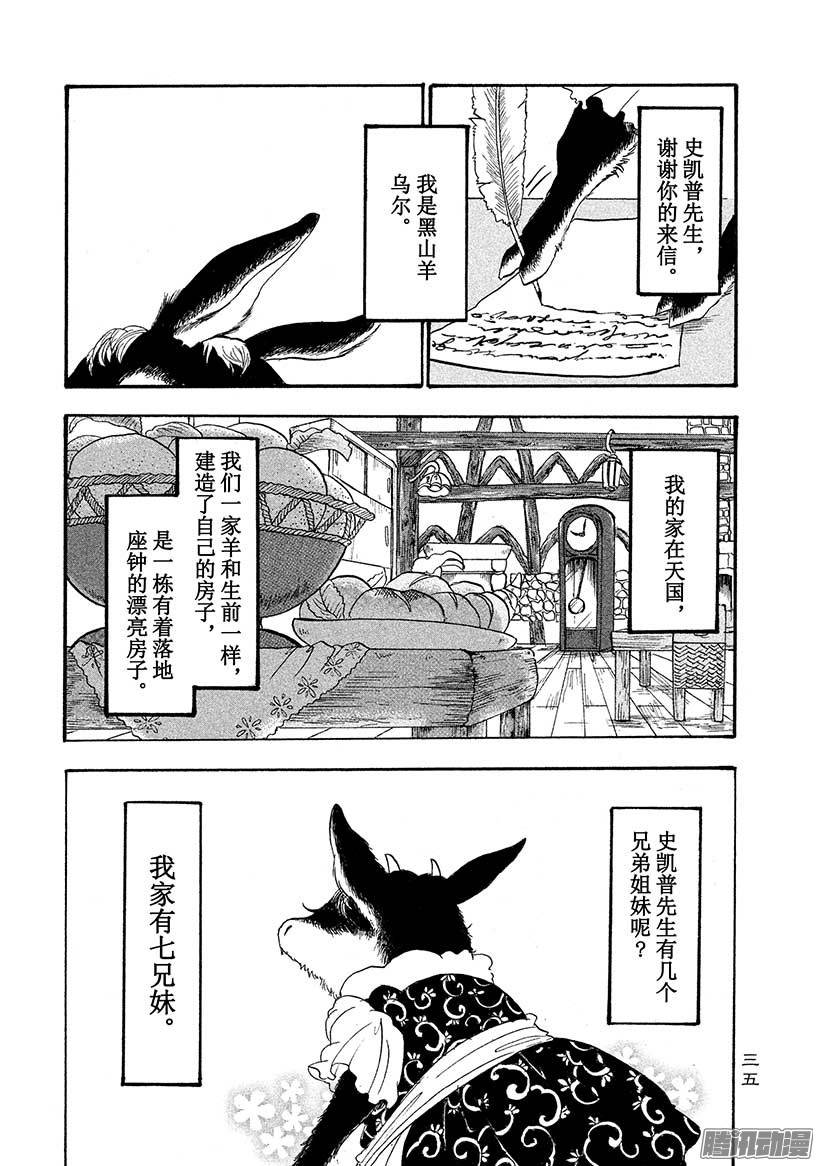 史凯普先生，
谢谢你的来信。
我是黑山羊
乌尔。
我的家在天国，
我们一家羊和生前一样，
建造了自己的房子，
是一栋有着落地
座钟的漂亮房子。
史凯普先生有几个
兄弟姐妹呢？
我家有七兄妹。
三五
腾讯动漫